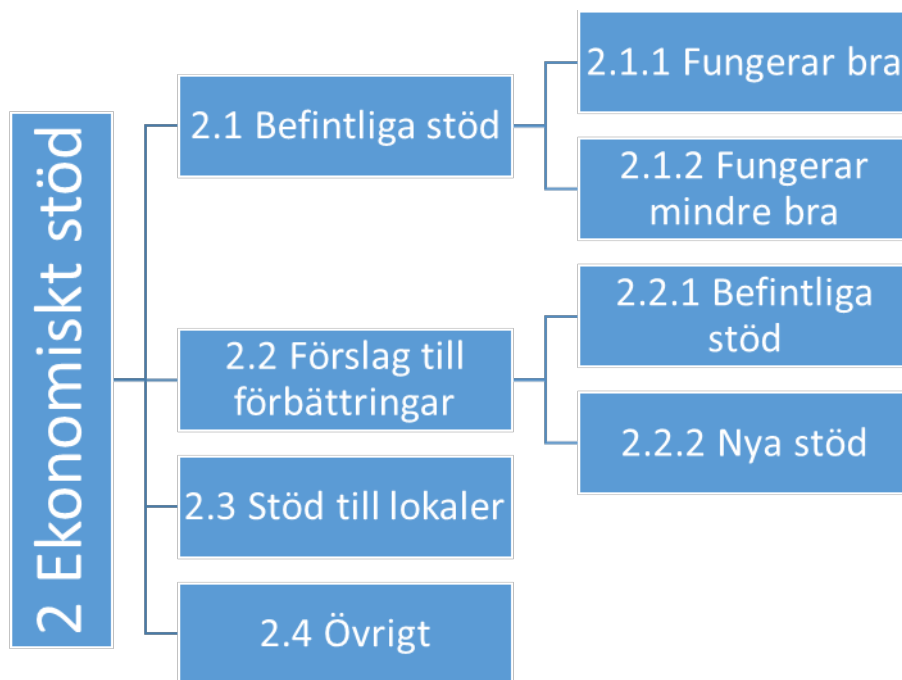 2 Ekonomiskt stöd
2.1 Befintliga stöd
2.1.1 Fungerar bra
2.1.2 Fungerar
mindre bra
2.2 Förslag till
förbättringar
2.2.1 Befintliga
stöd
2.2.2 Nya stöd
2.3 Stöd till lokaler
2.4 Övrigt